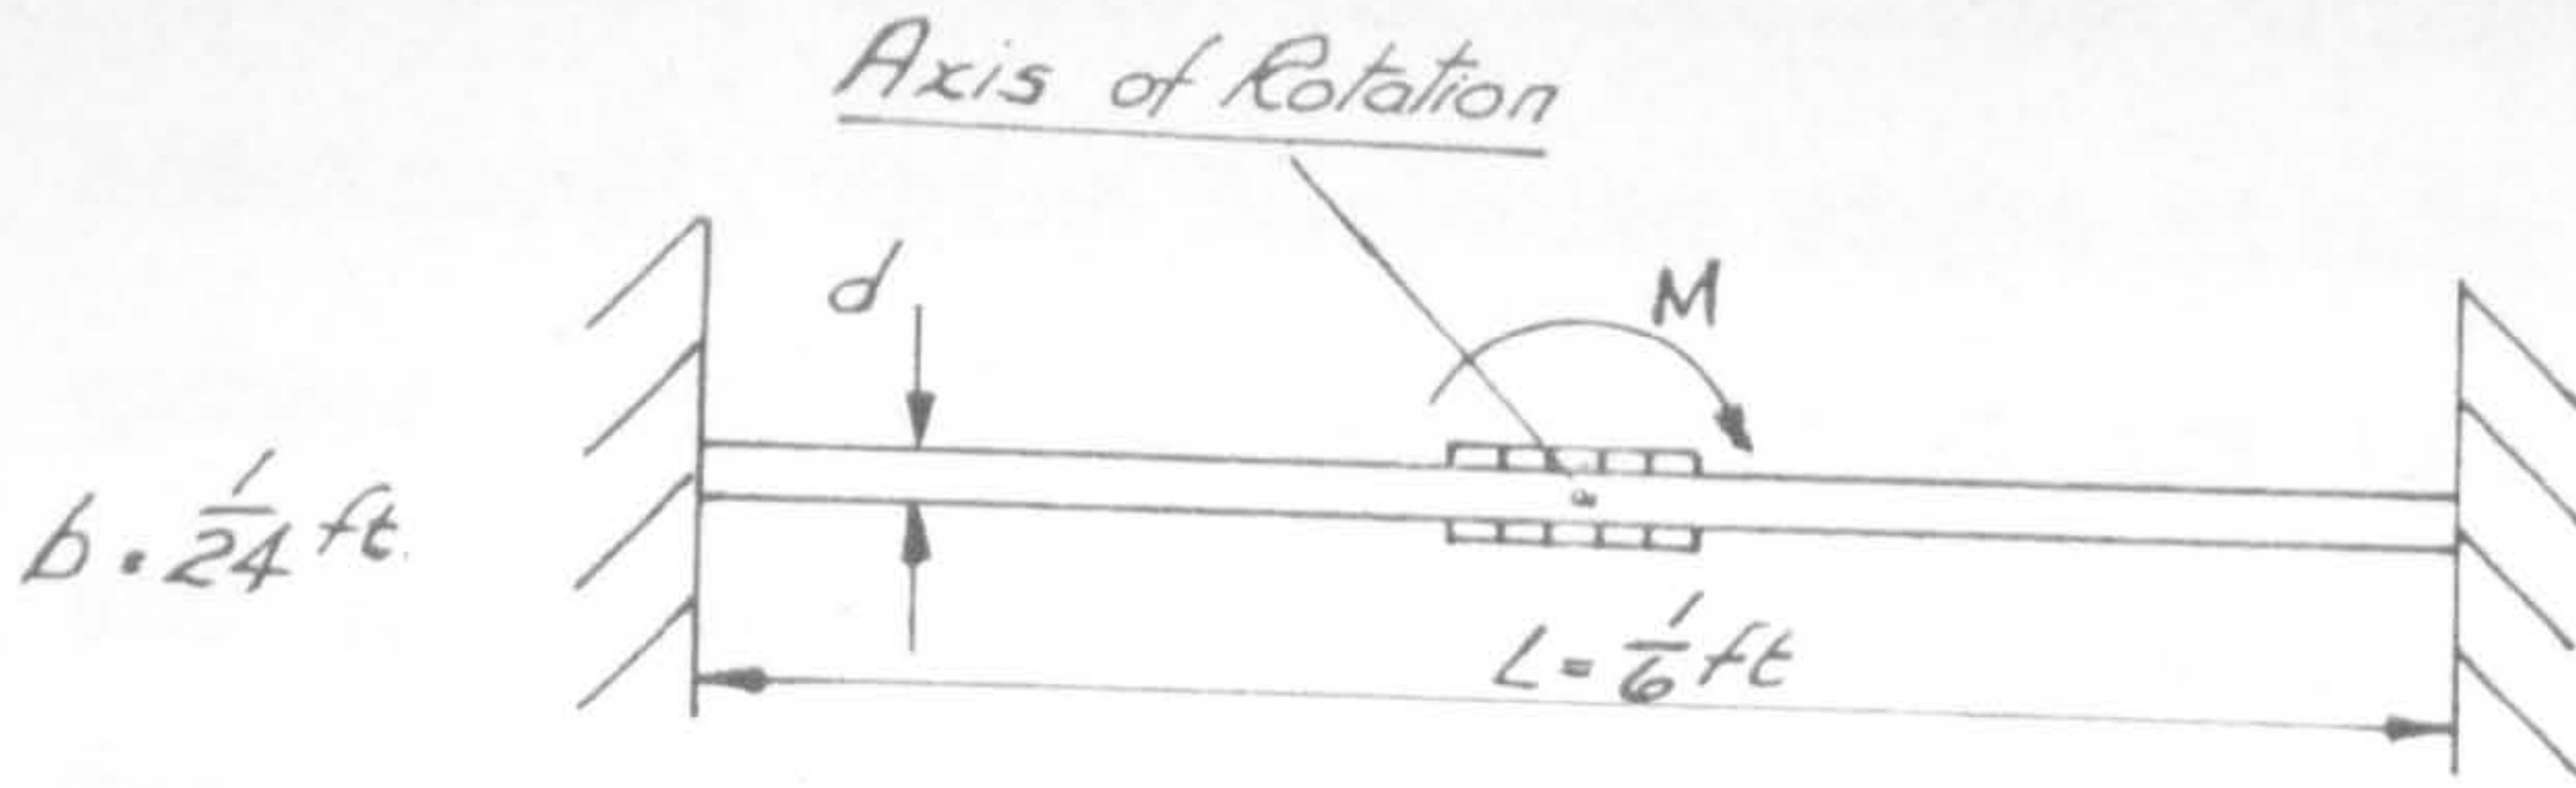 Axis of Rotation
d
M
b = 1/24 ft.
L = 1/6 ft